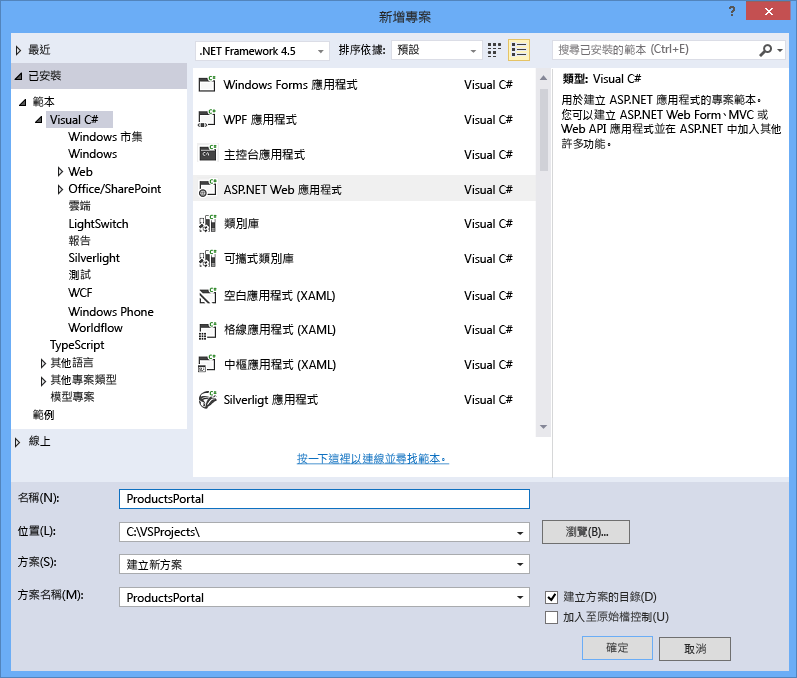 新增專案
?
最近
.NET Framework 4.5
排序依據:
預設
搜尋已安裝的範本 (Ctrl+E)
已安裝
範本
Visual C#
Windows 市集
Windows
Web
Office/SharePoint
雲端
LightSwitch
報告
Silverlight
測試
WCF
Windows Phone
Worldflow
TypeScript
其他語言
其他專案類型
模型專案
範例
線上
Windows Forms 應用程式 Visual C#
WPF 應用程式 Visual C#
主控台應用程式 Visual C#
ASP.NET Web 應用程式 Visual C#
類別庫 Visual C#
可攜式類別庫 Visual C#
空白應用程式 (XAML) Visual C#
格線應用程式 (XAML) Visual C#
中樞應用程式 (XAML) Visual C#
Silverligt 應用程式 Visual C#
按一下這裡以連線並尋找範本。
類型: Visual C#
用於建立 ASP.NET 應用程式的專案範本。
您可以建立 ASP.NET Web Form、MVC 或
Web API 應用程式並在 ASP.NET 中加入其他
許多功能。
名稱(N):
ProductsPortal
位置(L):
C:\VSProjects\
瀏覽(B)...
方案(S):
建立新方案
方案名稱(M):
ProductsPortal
建立方案的目錄(D)
加入至原始檔控制(U)
確定
取消